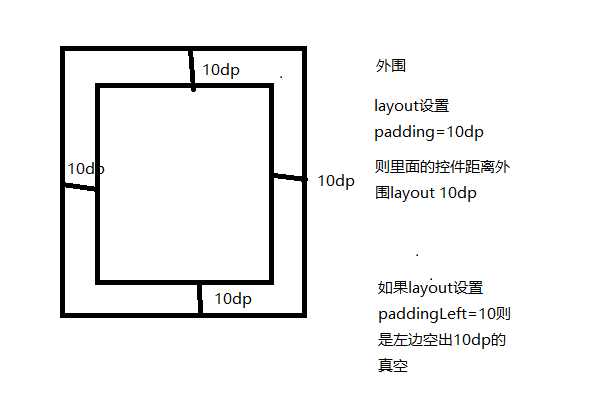 10dp
10dp
10dp
10dp
外围
layout设置
padding=10dp
则里面的控件距离外
围layout 10dp
如果layout设置
paddingLeft=10则
是左边空出10dp的
真空